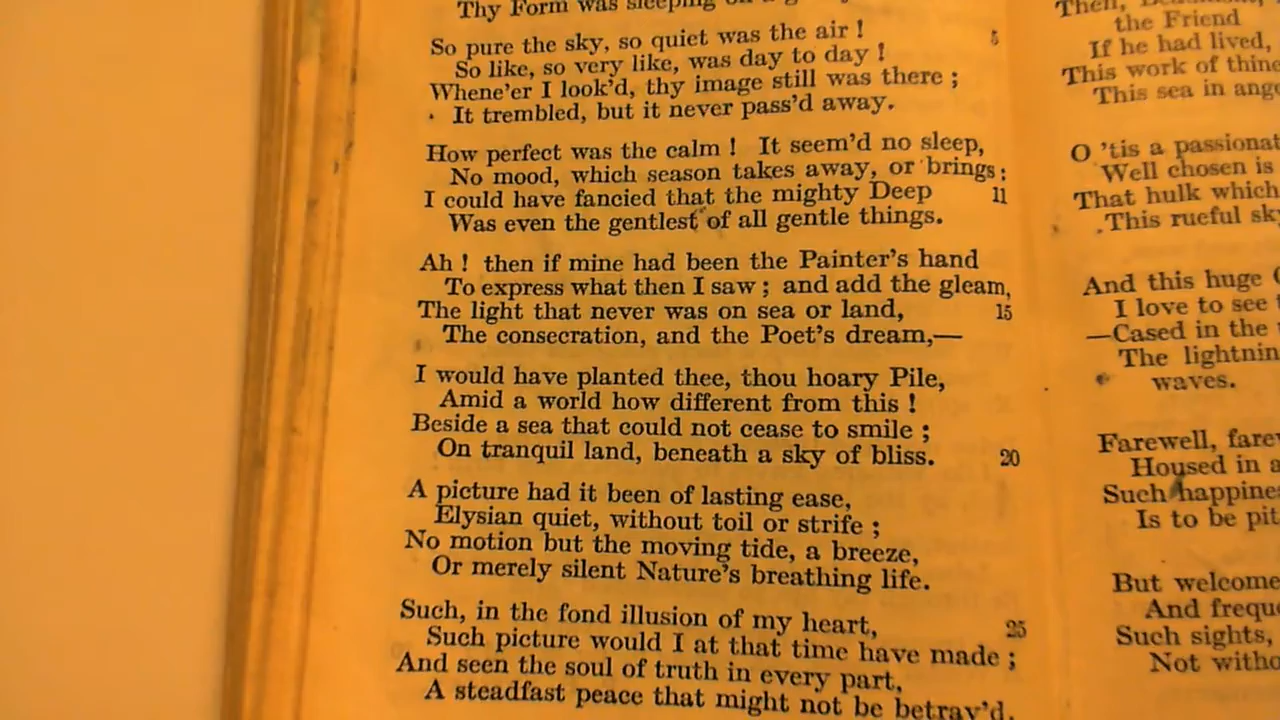 Thy Form was sleeping on a
So pure the sky, so quiet was the air ! 5
So like, so very like, was day to day !
Whene'er I look'd, thy image still was there ;
It trembled, but it never pass'd away.
How perfect was the calm ! It seem'd no sleep,
No mood, which season takes away, or brings :
I could have fancied that the mighty Deep 11
Was even the gentlest of all gentle things.
Ah ! then if mine had been the Painter's hand
To express what then I saw ; and add the gleam,
The light that never was on sea or land, 15
The consecration, and the Poet's dream,—
I would have planted thee, thou hoary Pile,
Amid a world how different from this !
Beside a sea that could not cease to smile ;
On tranquil land, beneath a sky of bliss. 20
A picture had it been of lasting ease,
Elysian quiet, without toil or strife ;
No motion but the moving tide, a breeze,
Or merely silent Nature's breathing life.
Such, in the fond illusion of my heart, 25
Such picture would I at that time have made ;
And seen the soul of truth in every part,
A steadfast peace that might not be betray'd.
Then,
the Friend
If he had lived,
This work of thine
This sea in
O 'tis a
Well chosen is
That hulk which
This rueful
And this huge
I love to see
—Cased in the
The
waves.
Farewell,
Housed in a
Such
Is to be
But welcome
And
Such sights,
Not